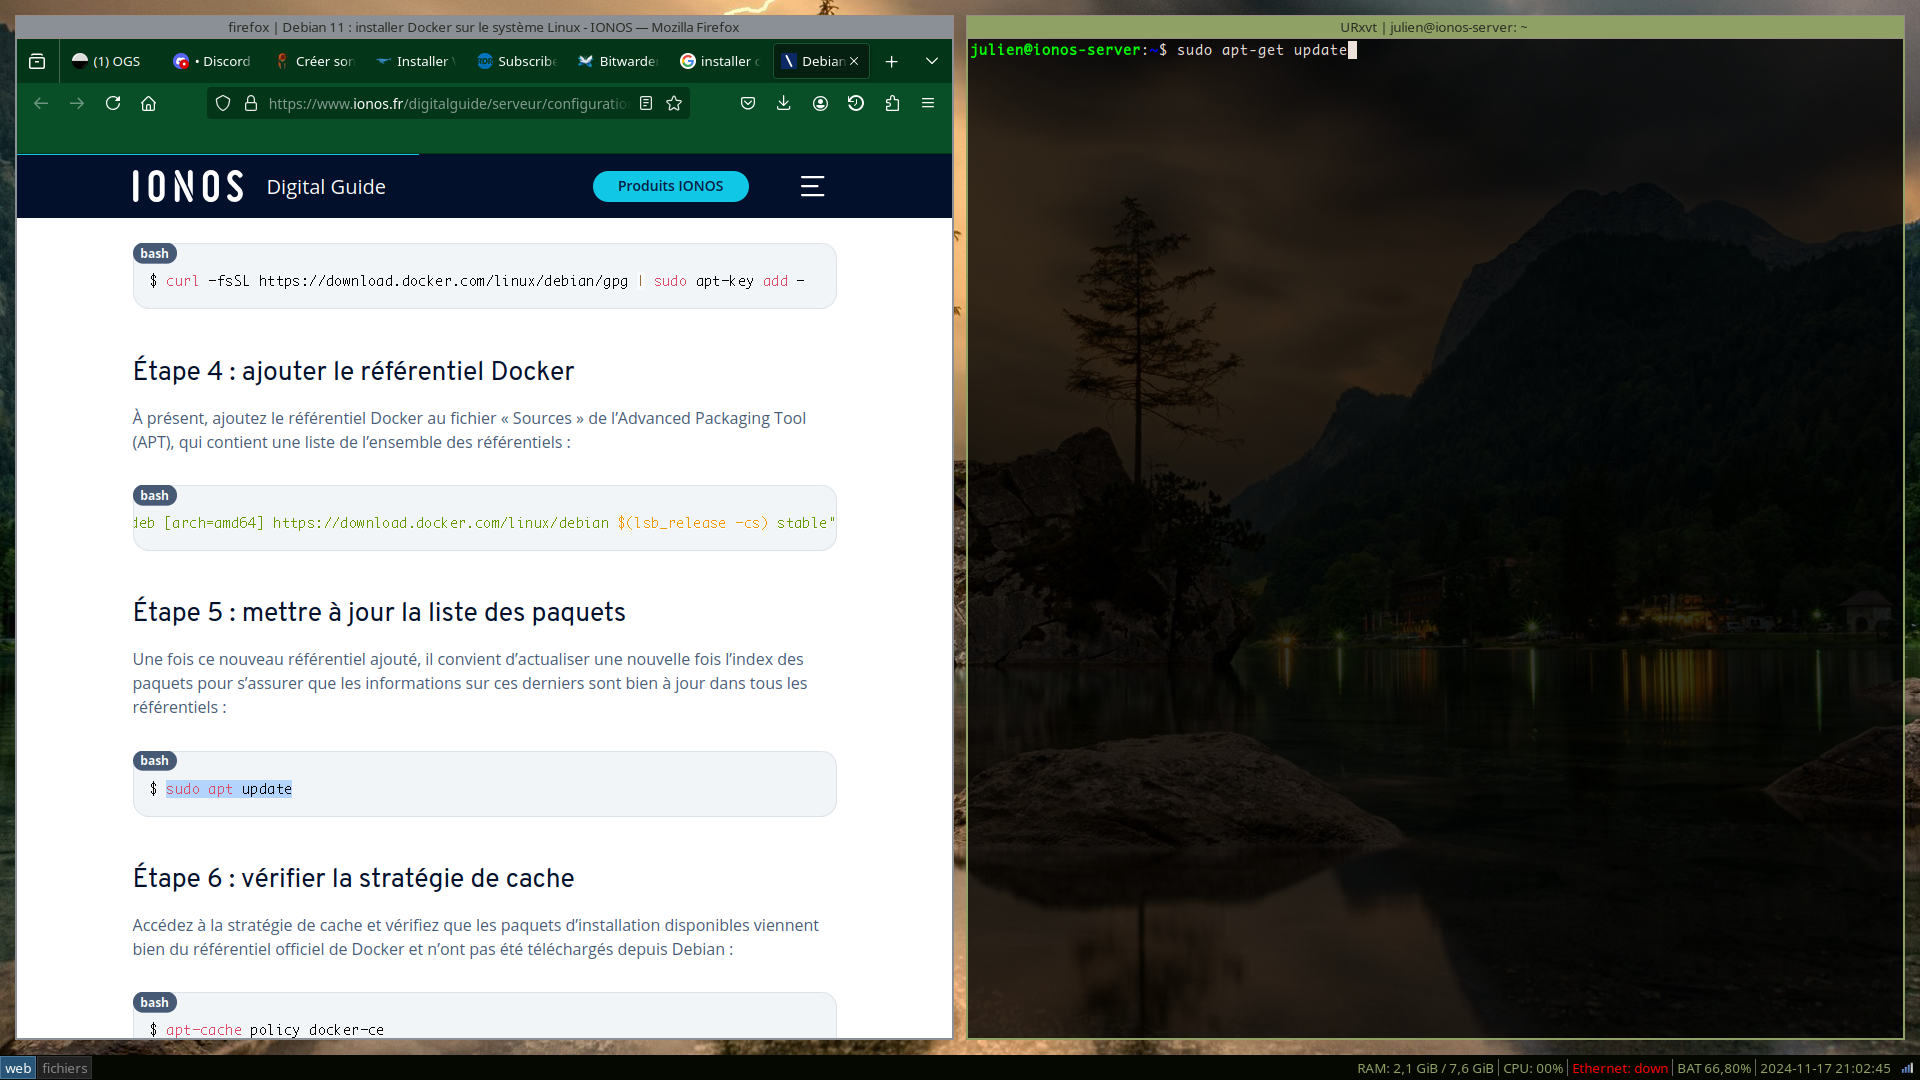 firefox | Debian 11 : installer Docker sur le système Linux - IONOS — Mozilla Firefox
(1) OGS
• Discord
Créer son
Installer
Subscribe
Bitwarde
installer
Debian
https://www.ionos.fr/digitalguide/serveur/configuratio
IONOS Digital Guide
Produits IONOS
bash
$ curl -fsSL https://download.docker.com/linux/debian/gpg | sudo apt-key add -
Étape 4 : ajouter le référentiel Docker
À présent, ajoutez le référentiel Docker au fichier « Sources » de l’Advanced Packaging Tool
(APT), qui contient une liste de l’ensemble des référentiels :
bash
deb [arch=amd64] https://download.docker.com/linux/debian $(lsb_release -cs) stable"
Étape 5 : mettre à jour la liste des paquets
Une fois ce nouveau référentiel ajouté, il convient d’actualiser une nouvelle fois l’index des
paquets pour s’assurer que les informations sur ces derniers sont bien à jour dans tous les
référentiels :
bash
$ sudo apt update
Étape 6 : vérifier la stratégie de cache
Accédez à la stratégie de cache et vérifiez que les paquets d’installation disponibles viennent
bien du référentiel officiel de Docker et n’ont pas été téléchargés depuis Debian :
bash
$ apt-cache policy docker-ce
URxvt | julien@ionos-server: ~
julien@ionos-server:~$ sudo apt-get update
web
fichiers
RAM: 2,1 GiB / 7,6 GiB | CPU: 00% | Ethernet: down | BAT 66,80% | 2024-11-17 21:02:45